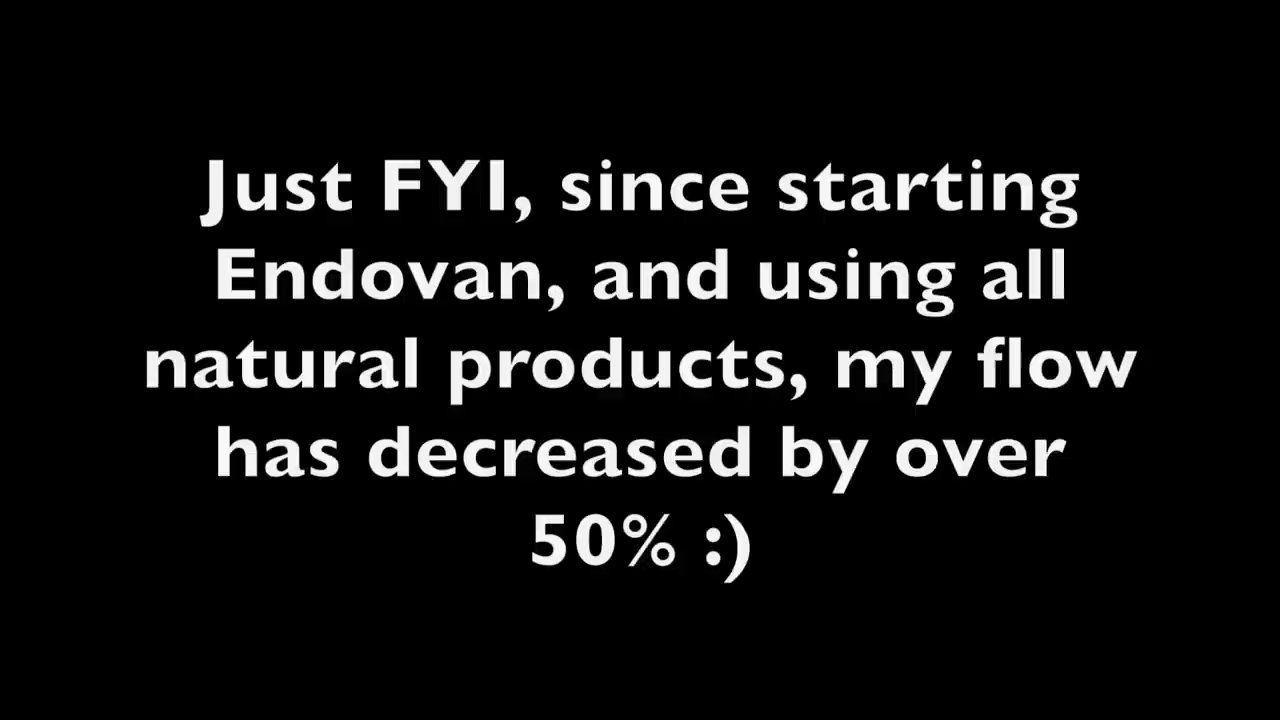 Just FYI, since starting
Endovan, and using all
natural products, my flow
has decreased by over
50% :)